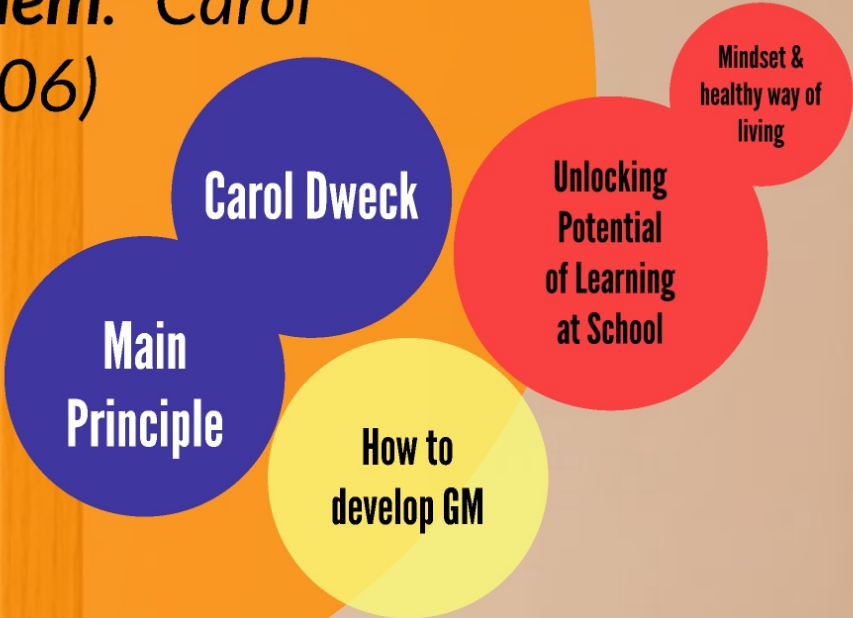 Carol
06)
Mindset &
healthy way of
living
Carol Dweck
Unlocking
Potential
of Learning
at School
Main
Principle
How to
develop GM